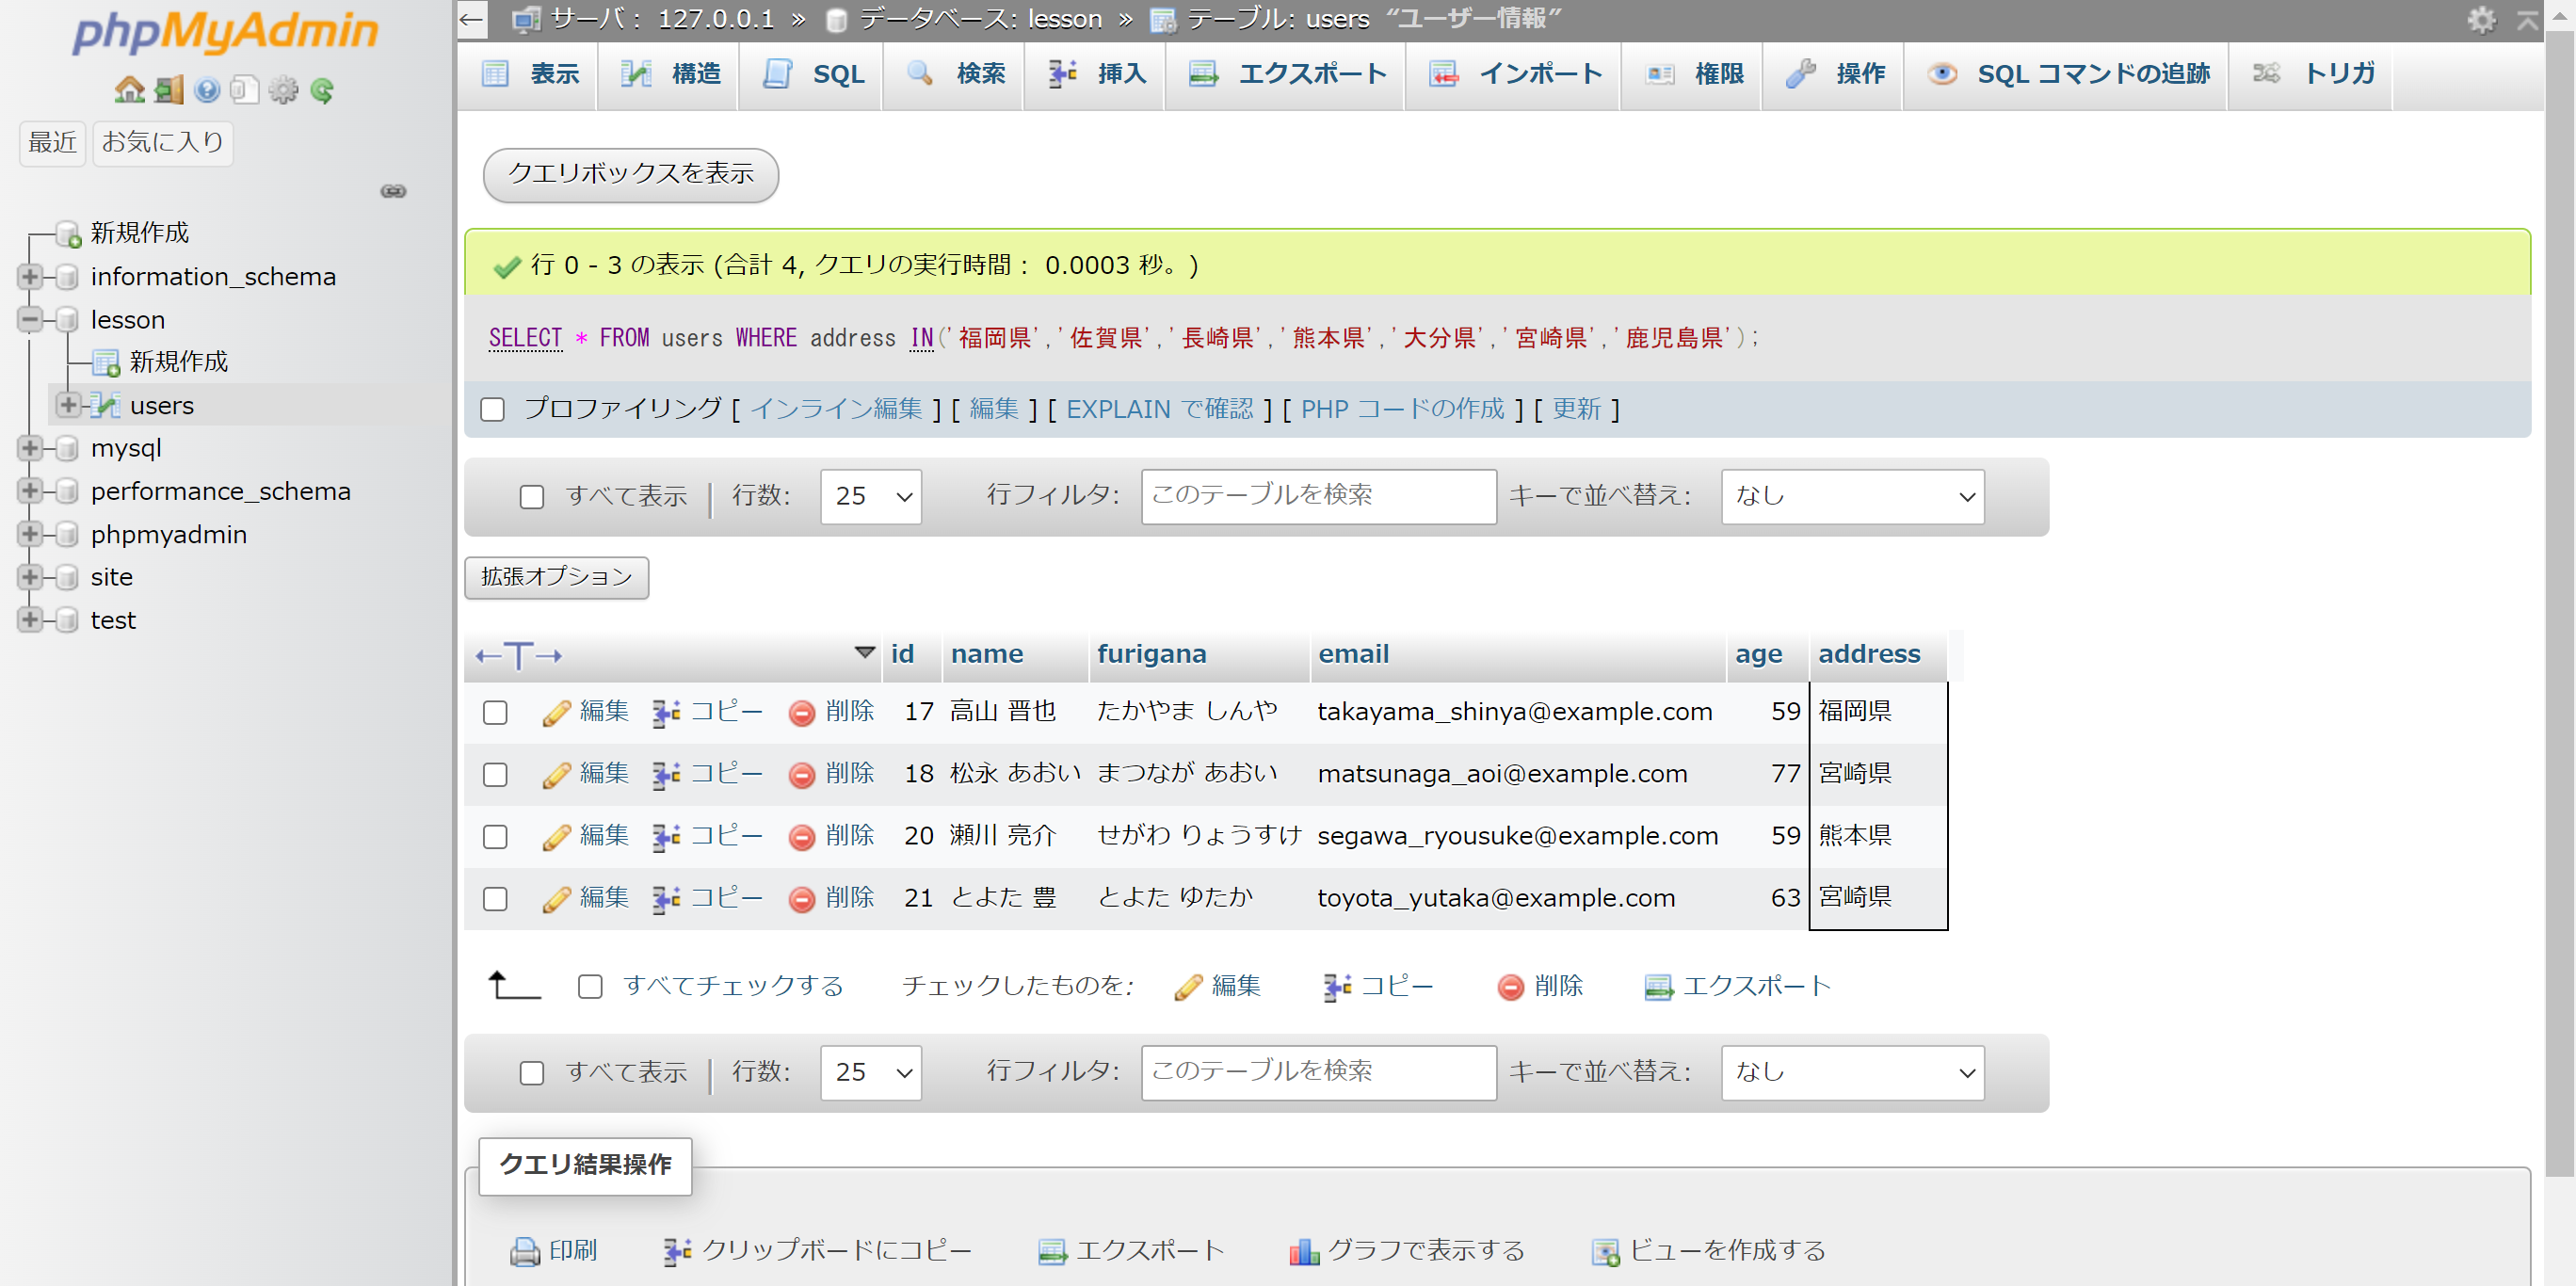 phpMyAdmin
最近 お気に入り
新規作成
information_schema
lesson
新規作成
users
mysql
performance_schema
phpmyadmin
site
test
サーバ： 127.0.0.1 » データベース: lesson » テーブル: users “ユーザー情報”
表示 構造 SQL 検索 挿入 エクスポート インポート 権限 操作 SQL コマンドの追跡 トリガ
クエリボックスを表示
行 0 - 3 の表示 (合計 4, クエリの実行時間： 0.0003 秒。)
SELECT * FROM users WHERE address IN('福岡県','佐賀県','長崎県','熊本県','大分県','宮崎県','鹿児島県');
プロファイリング [ インライン編集 ] [ 編集 ] [ EXPLAIN で確認 ] [ PHP コードの作成 ] [ 更新 ]
すべて表示 | 行数: 25 行フィルタ: このテーブルを検索 キーで並べ替え: なし
拡張オプション
←T→ id name furigana email age address
編集 コピー 削除 17 高山 晋也 たかやま しんや takayama_shinya@example.com 59 福岡県
編集 コピー 削除 18 松永 あおい まつなが あおい matsunaga_aoi@example.com 77 宮崎県
編集 コピー 削除 20 瀬川 亮介 せがわ りょうすけ segawa_ryousuke@example.com 59 熊本県
編集 コピー 削除 21 とよた 豊 とよた ゆたか toyota_yutaka@example.com 63 宮崎県
すべてチェックする チェックしたものを: 編集 コピー 削除 エクスポート
すべて表示 | 行数: 25 行フィルタ: このテーブルを検索 キーで並べ替え: なし
クエリ結果操作
印刷 クリップボードにコピー エクスポート グラフで表示する ビューを作成する